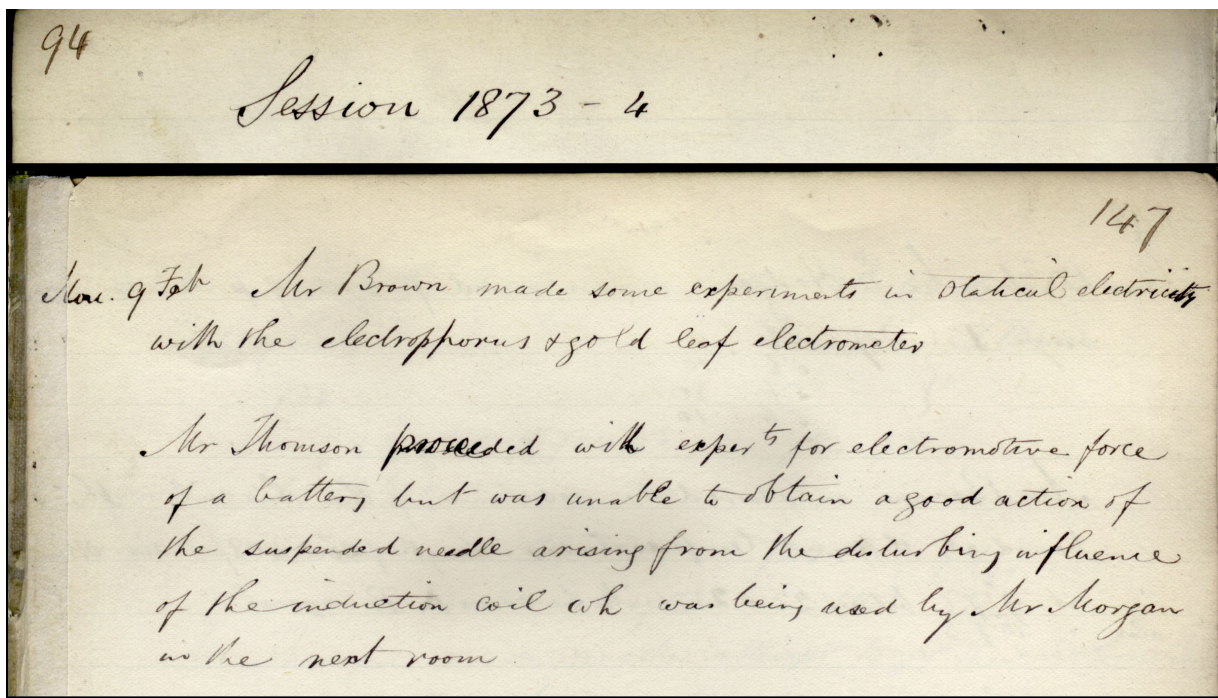 94
Session 1873 - 4
147
Mon. 9 Feb Mr Brown made some experiments in statical electricity
with the electrophorus & gold leaf electrometer
Mr Thomson proceeded with experts for electromotive force
of a battery but was unable to obtain a good action of
the suspended needle arising from the disturbing influence
of the induction coil wh was being used by Mr Morgan
in the next room